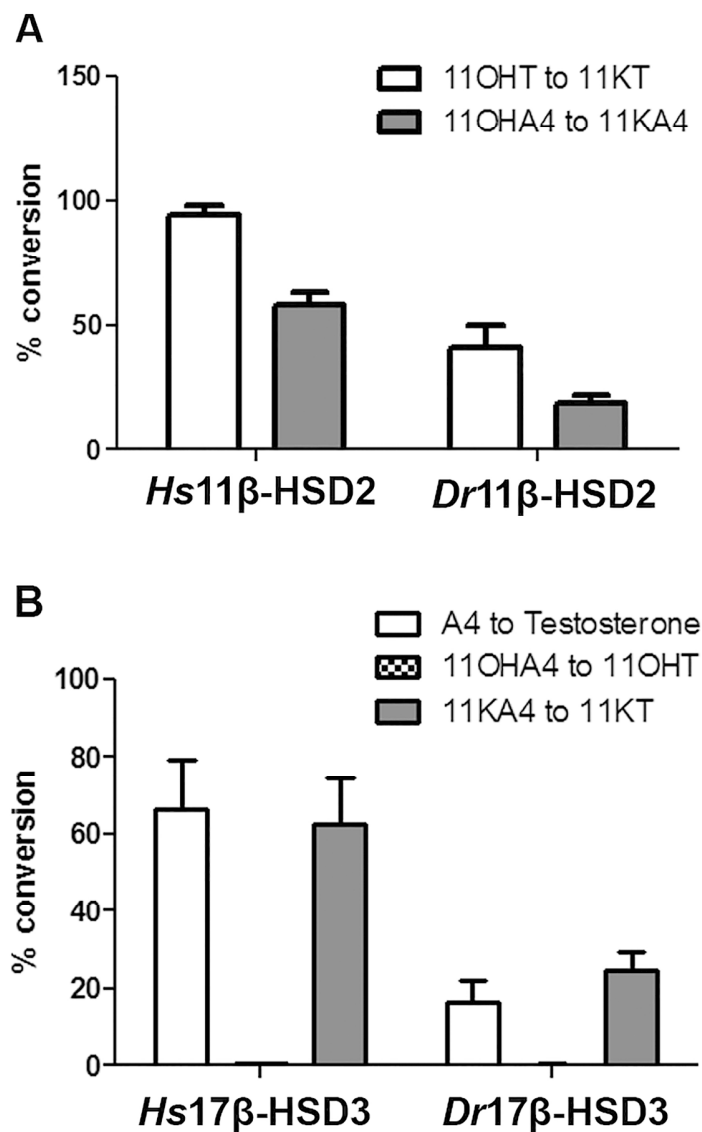 A
11OHT to 11KT
11OHA4 to 11KA4
150
100
50
0
% conversion
Hs11β-HSD2 Dr11β-HSD2
B
A4 to Testosterone
11OHA4 to 11OHT
11KA4 to 11KT
100
80
60
40
20
0
% conversion
Hs17β-HSD3 Dr17β-HSD3